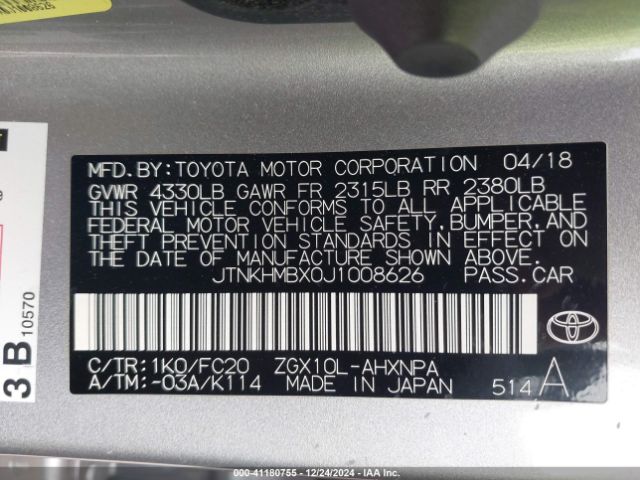 MFD.BY:TOYOTA MOTOR CORPORATION 04/18
GVWR 4330LB GAWR FR 2315LB RR 2380LB
THIS VEHICLE CONFORMS TO ALL APPLICABLE
FEDERAL MOTOR VEHICLE SAFETY,BUMPER,AND
THEFT PREVENTION STANDARDS IN EFFECT ON
THE DATE OF MANUFACTURE SHOWN ABOVE.
JTNKHMBX0J1008626 PASS.CAR
C/TR:1K0/FC20 ZGX10L-AHXNPA
A/TM:-03A/K114 MADE IN JAPAN 514 A
3 B 10570
000-41180755 - 12/24/2024 - IAA Inc.